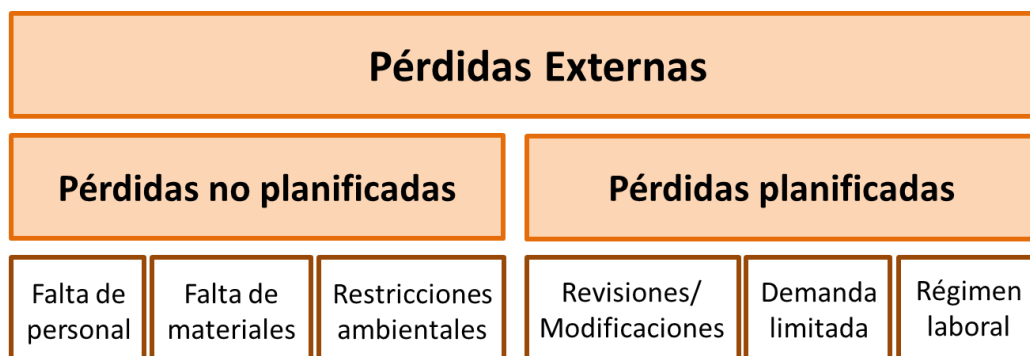 Pérdidas Externas
Pérdidas no planificadas
Pérdidas planificadas
Falta de
personal
Falta de
materiales
Restricciones
ambientales
Revisiones/
Modificaciones
Demanda
limitada
Régimen
laboral